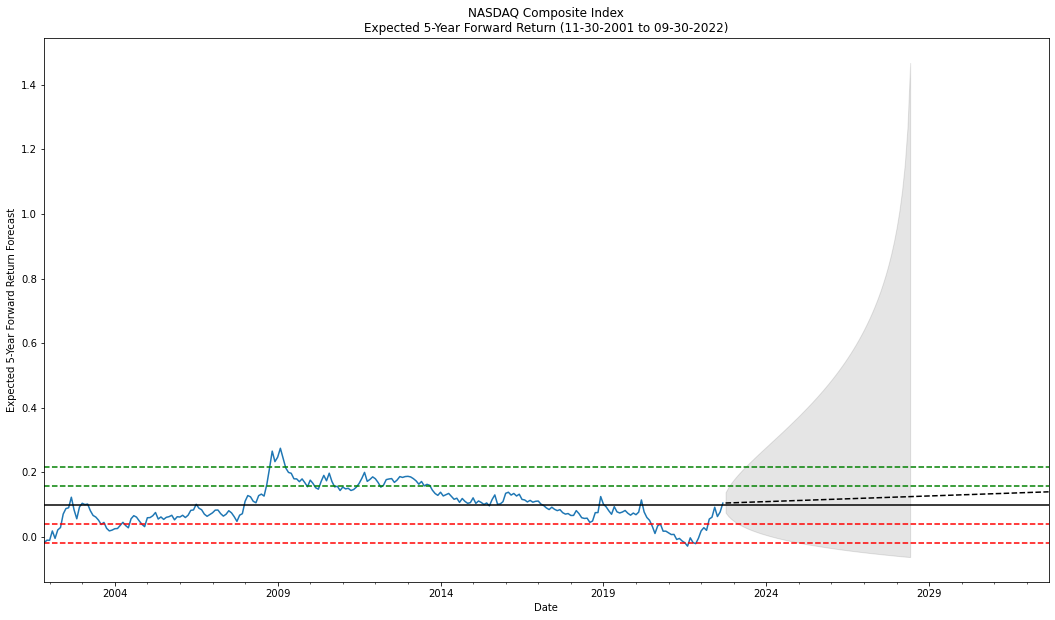 NASDAQ Composite Index
Expected 5-Year Forward Return (11-30-2001 to 09-30-2022)
Expected 5-Year Forward Return Forecast
1.4
1.2
1.0
0.8
0.6
0.4
0.2
0.0
2004 2009 2014 2019 2024 2029
Date